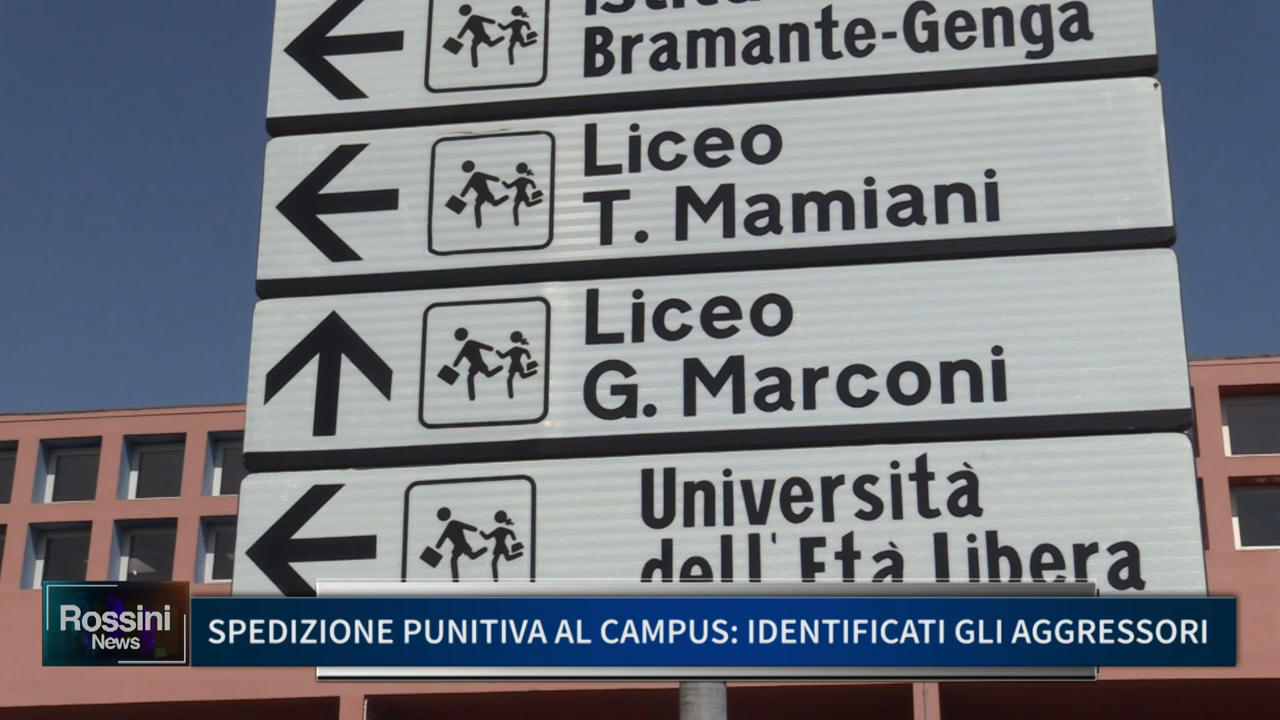 Bramante-Genga
Liceo
T. Mamiani
Liceo
G. Marconi
Università
dell'Età Libera
Rossini
News
SPEDIZIONE PUNITIVA AL CAMPUS: IDENTIFICATI GLI AGGRESSORI